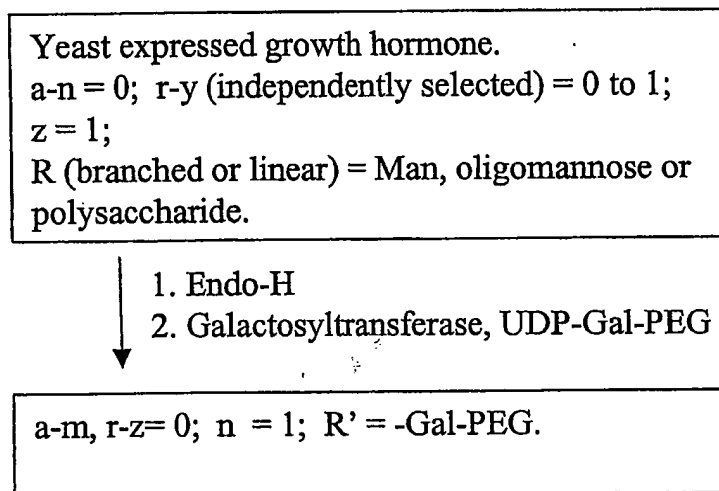 Yeast expressed growth hormone.
a-n = 0; r-y (independently selected) = 0 to 1;
z = 1;
R (branched or linear) = Man, oligomannose or
polysaccharide.
1. Endo-H
2. Galactosyltransferase, UDP-Gal-PEG
a-m, r-z= 0; n = 1; R' = -Gal-PEG.